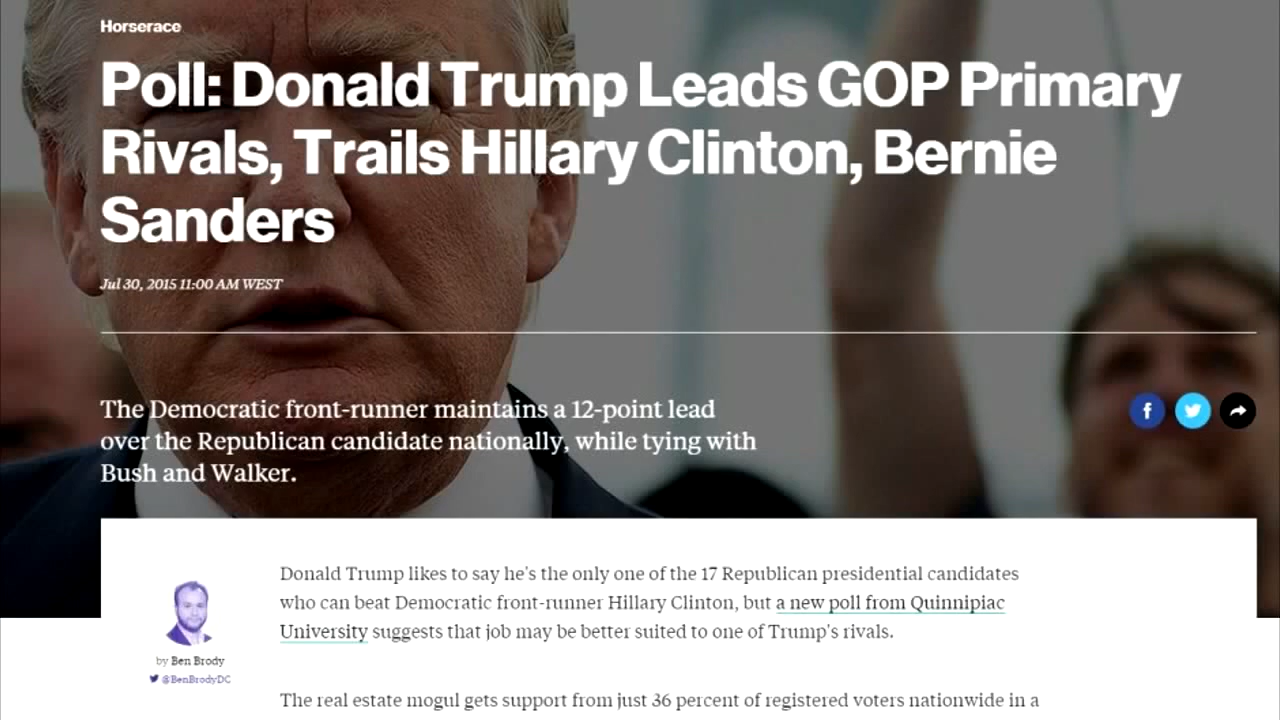 Horserace
Poll: Donald Trump Leads GOP Primary
Rivals, Trails Hillary Clinton, Bernie
Sanders
Jul 30, 2015 11:00 AM WEST
The Democratic front-runner maintains a 12-point lead
over the Republican candidate nationally, while tying with
Bush and Walker.
Donald Trump likes to say he's the only one of the 17 Republican presidential candidates
who can beat Democratic front-runner Hillary Clinton, but a new poll from Quinnipiac
University suggests that job may be better suited to one of Trump's rivals.
by Ben Brody
@BenBrodyDC
The real estate mogul gets support from just 36 percent of registered voters nationwide in a